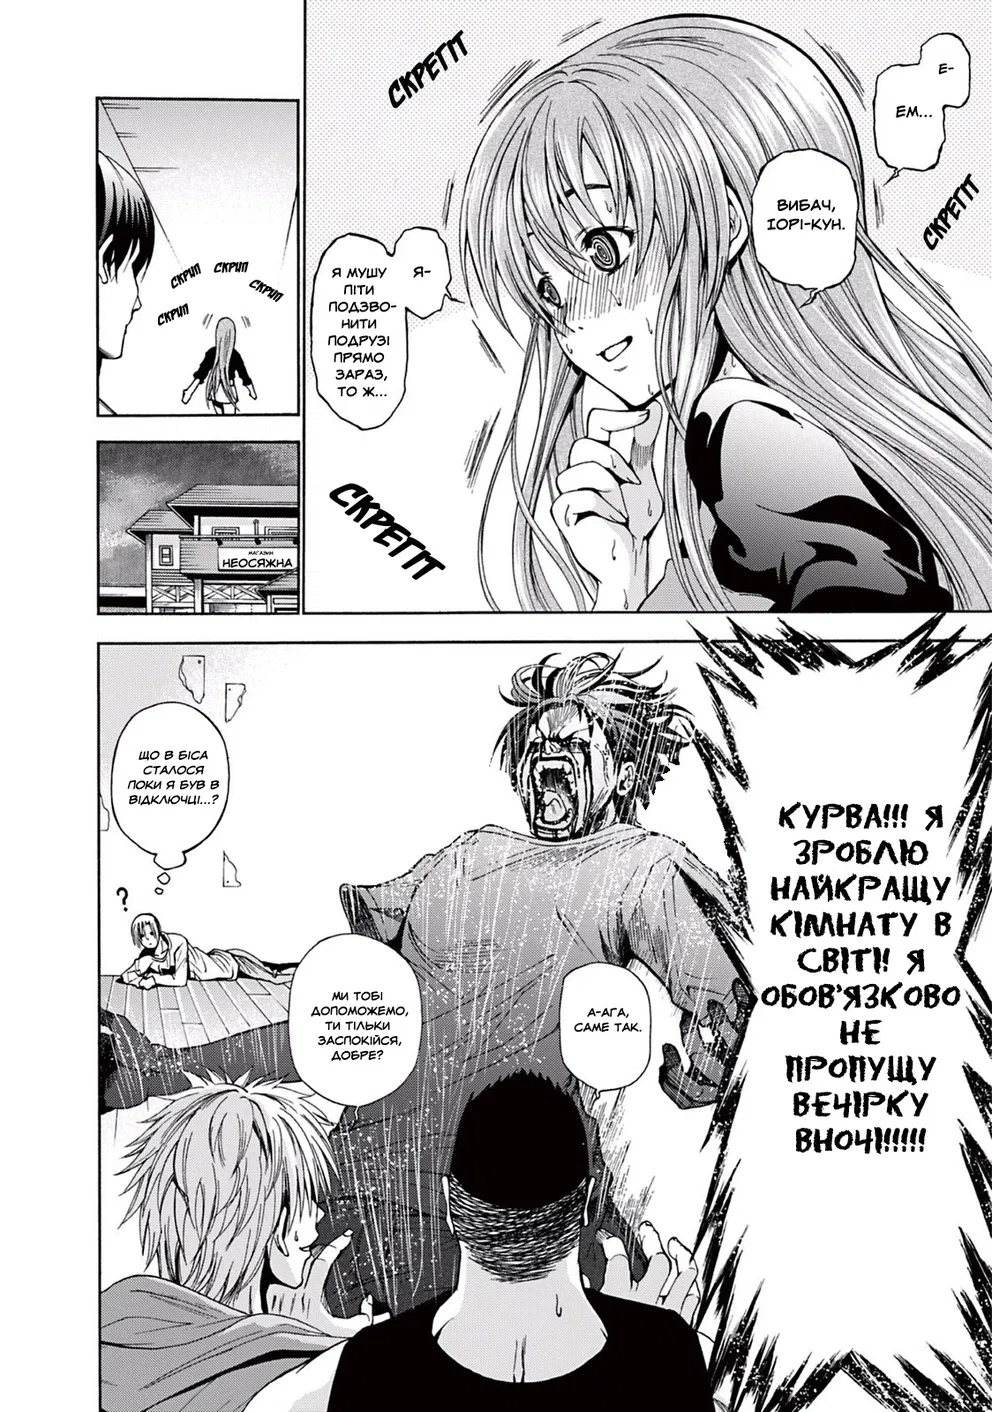 Е-
ЕМ...
ВИБАЧ,
ІОРІ-КУН.
СКРЕГІТ
СКРЕГІТ
Я-
Я МУШУ
ПІТИ
ПОДЗВО-
НИТИ
ПОДРУЗІ
ПРЯМО
ЗАРАЗ,
ТО Ж...
СКРЕГІТ
СКРИП
СКРИП
СКРИП
СКРИП
МАГАЗИН
НЕОСЯЖНА
КУРВА!!! Я
ЗРОБЛЮ
НАЙКРАЩУ
КІМНАТУ В
СВІТІ! Я
ОБОВ'ЯЗКОВО
НЕ
ПРОПУЩУ
ВЕЧІРКУ
ВНОЧІ!!!!!
ЩО В БІСА
СТАЛОСЯ
ПОКИ Я БУВ В
ВІДКЛЮЧЦІ...?
?
А-АГА,
САМЕ ТАК.
МИ ТОБІ
ДОПОМОЖЕМО,
ТИ ТІЛЬКИ
ЗАСПОКІЙСЯ,
ДОБРЕ?